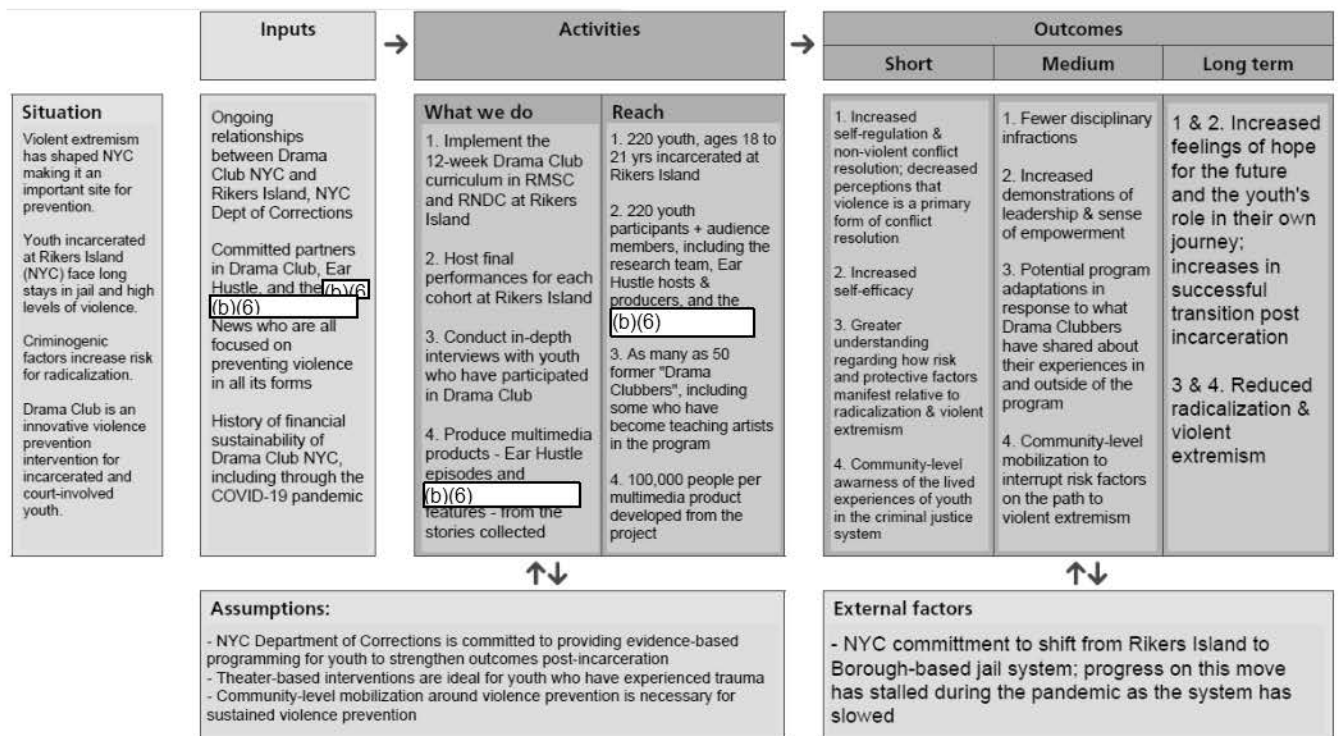 Inputs
Activities
Outcomes
Short
Medium
Long term
Situation
Violent extremism
has shaped NYC
making it an
important site for
prevention.
Youth incarcerated
at Rikers Island
(NYC) face long
stays in jail and high
levels of violence.
Criminogenic
factors increase risk
for radicalization.
Drama Club is an
innovative violence
prevention
intervention for
incarcerated and
court-involved
youth.
Ongoing
relationships
between Drama
Club NYC and
Rikers Island, NYC
Dept of Corrections
Committed partners
in Drama Club, Ear
Hustle, and the (b)(6
(b)(6)
News who are all
focused on
preventing violence
in all its forms
History of financial
sustainability of
Drama Club NYC,
including through the
COVID-19 pandemic
What we do
1. Implement the
12-week Drama Club
curriculum in RMSC
and RNDC at Rikers
Island
2. Host final
performances for each
cohort at Rikers Island
3. Conduct in-depth
interviews with youth
who have participated
in Drama Club
4. Produce multimedia
products - Ear Hustle
episodes and
(b)(6)
features - from the
stories collected
Reach
1. 220 youth, ages 18 to
21 yrs incarcerated at
Rikers Island
2. 220 youth
participants + audience
members, including the
research team, Ear
Hustle hosts &
producers, and the
(b)(6)
3. As many as 50
former "Drama
Clubbers", including
some who have
become teaching artists
in the program
4. 100,000 people per
multimedia product
developed from the
project
1. Increased
self-regulation &
non-violent conflict
resolution; decreased
perceptions that
violence is a primary
form of conflict
resolution
2. Increased
self-efficacy
3. Greater
understanding
regarding how risk
and protective factors
manifest relative to
radicalization & violent
extremism
4. Community-level
awarness of the lived
experiences of youth
in the criminal justice
system
1. Fewer disciplinary
infractions
2. Increased
demonstrations of
leadership & sense
of empowerment
3. Potential program
adaptations in
response to what
Drama Clubbers
have shared about
their experiences in
and outside of the
program
4. Community-level
mobilization to
interrupt risk factors
on the path to
violent extremism
1 & 2. Increased
feelings of hope
for the future
and the youth's
role in their own
journey;
increases in
successful
transition post
incarceration
3 & 4. Reduced
radicalization &
violent
extremism
Assumptions:
- NYC Department of Corrections is committed to providing evidence-based
programming for youth to strengthen outcomes post-incarceration
- Theater-based interventions are ideal for youth who have experienced trauma
- Community-level mobilization around violence prevention is necessary for
sustained violence prevention
External factors
- NYC committment to shift from Rikers Island to
Borough-based jail system; progress on this move
has stalled during the pandemic as the system has
slowed